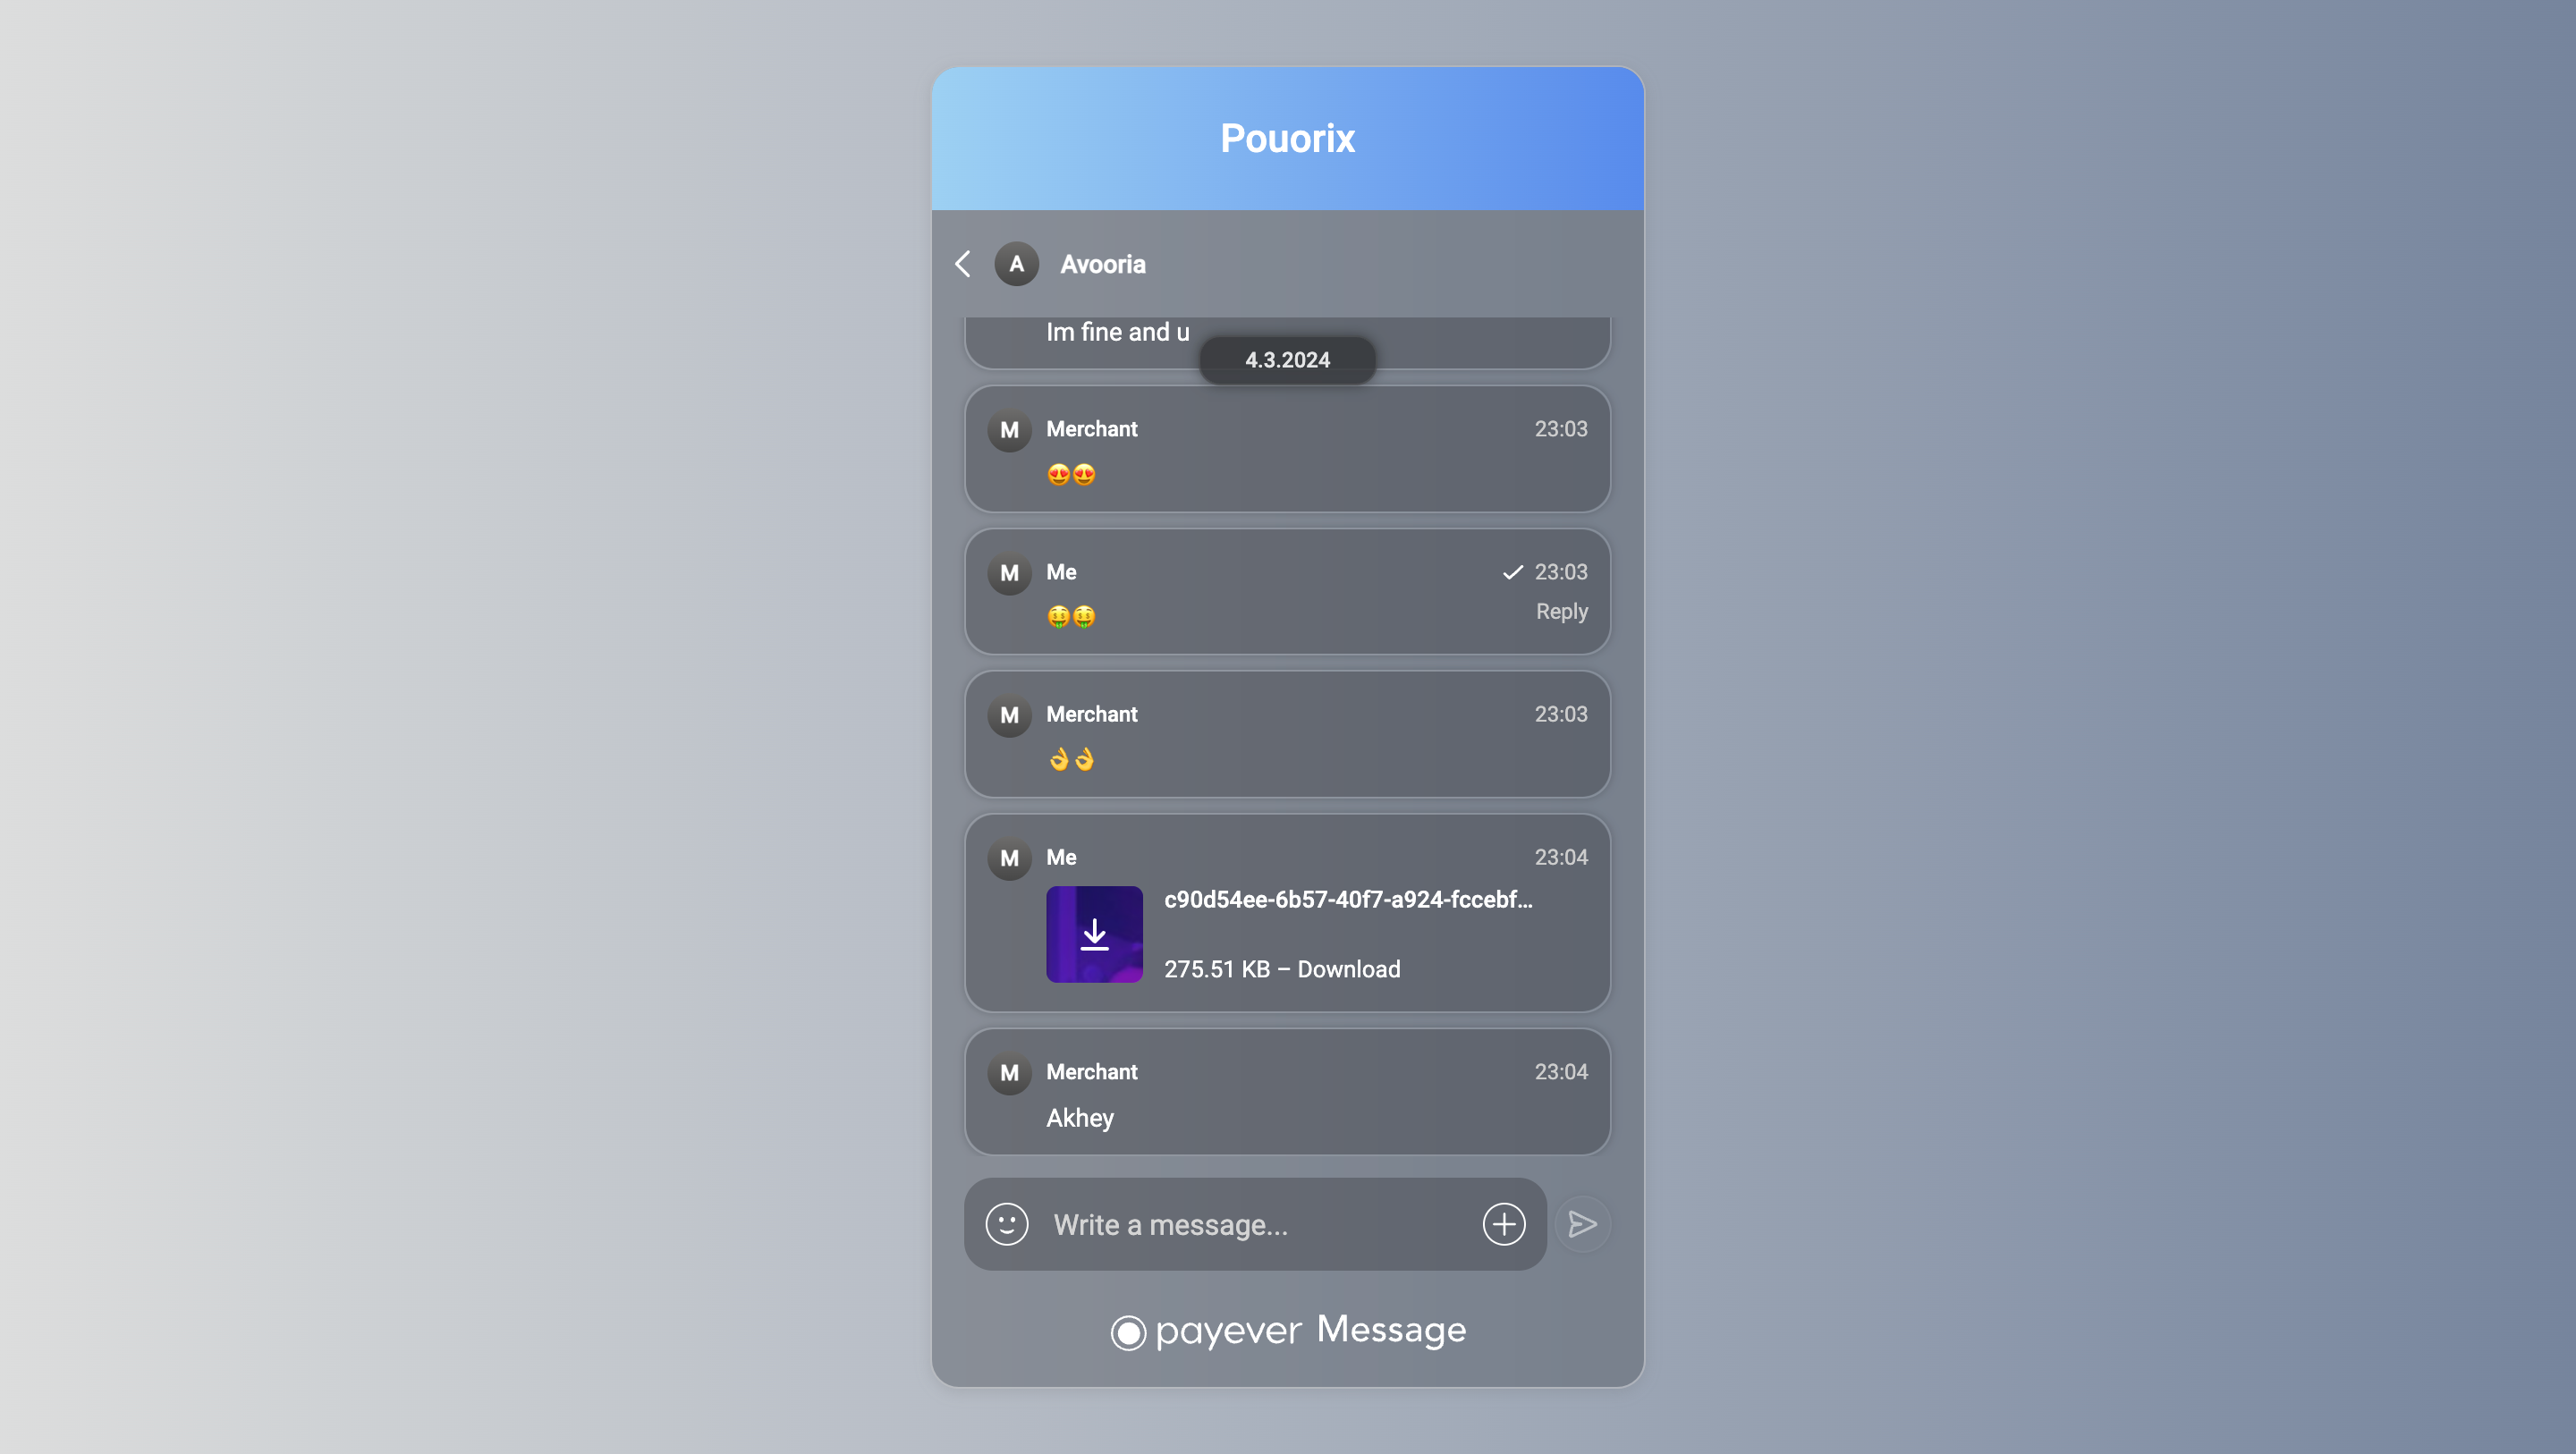 Pouorix
A
Avooria
Im fine and u
4.3.2024
M
Merchant
23:03
😍😍
M
Me
23:03
🤑🤑
Reply
M
Merchant
23:03
👌👌
M
Me
23:04
c90d54ee-6b57-40f7-a924-fccebf...
275.51 KB – Download
M
Merchant
23:04
Akhey
Write a message...
payever Message